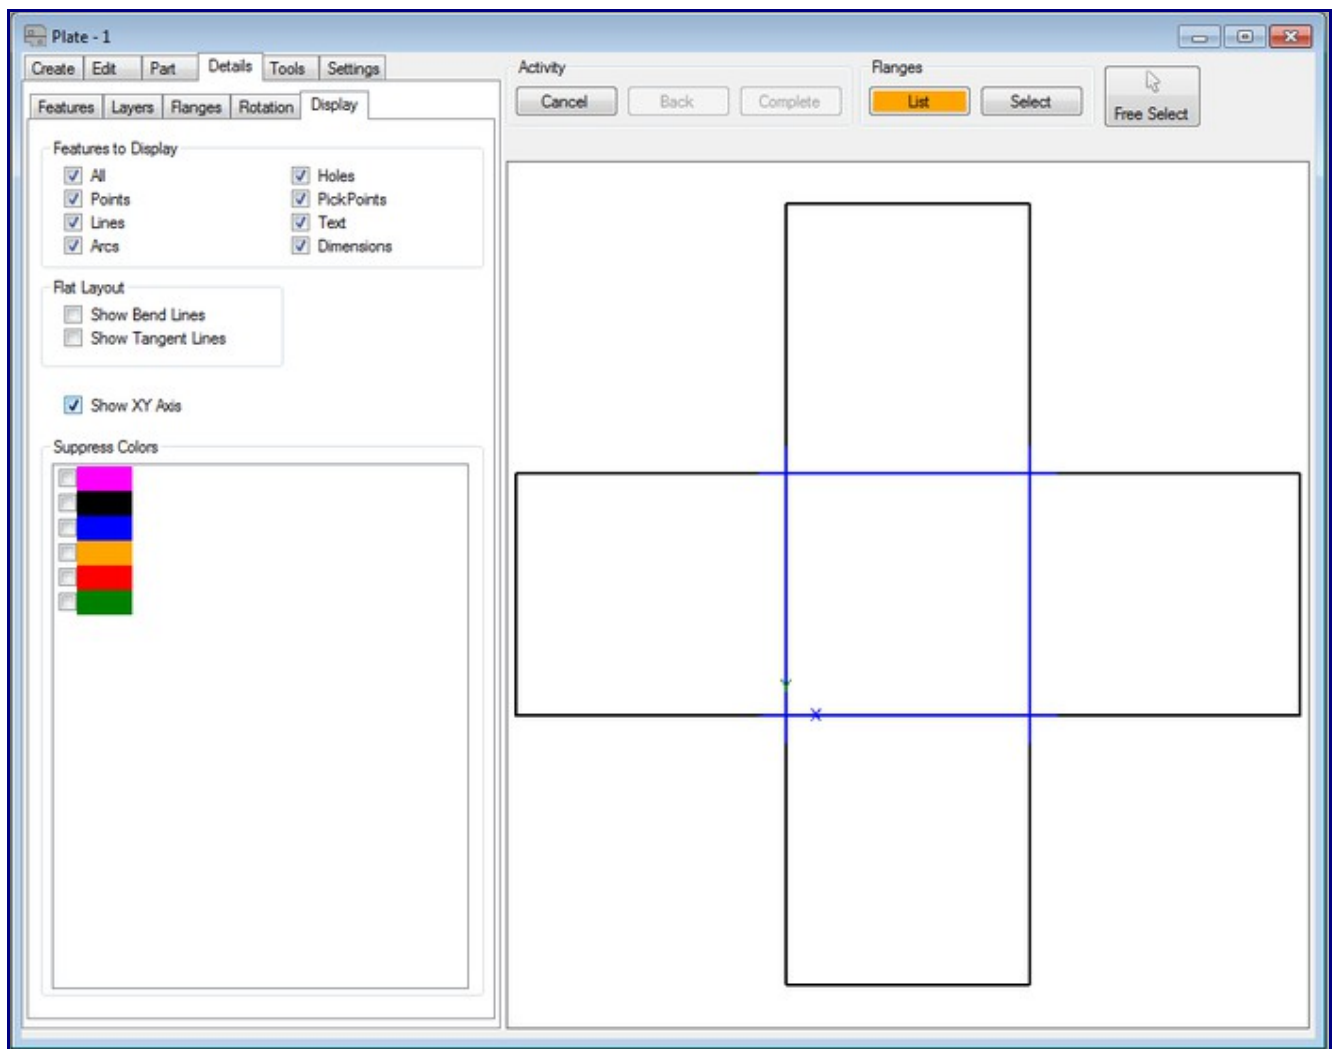 Plate - 1
Create Edit Part Details Tools Settings
Features Layers Flanges Rotation Display
Features to Display
All Holes
Points PickPoints
Lines Text
Arcs Dimensions
Flat Layout
Show Bend Lines
Show Tangent Lines
Show XY Axis
Suppress Colors
Activity
Cancel Back Complete
Flanges
List Select
Free Select
Y
X